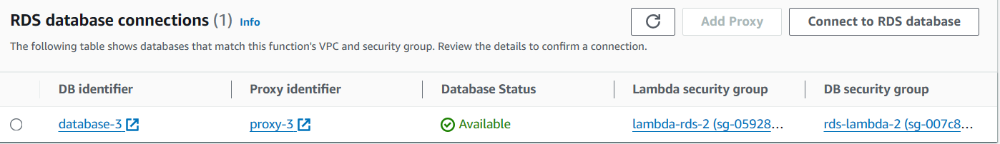 RDS database connections (1) Info
Add Proxy
Connect to RDS database
The following table shows databases that match this function's VPC and security group. Review the details to confirm a connection.
DB identifier Proxy identifier Database Status Lambda security group DB security group
database-3 proxy-3 Available lambda-rds-2 (sg-05928... rds-lambda-2 (sg-007c8...